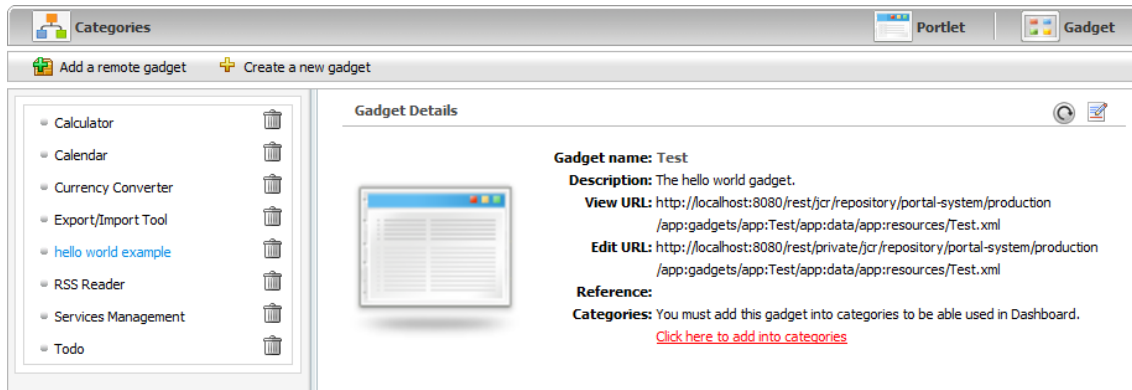 Categories
Portlet
Gadget
Add a remote gadget
Create a new gadget
Calculator
Calendar
Currency Converter
Export/Import Tool
hello world example
RSS Reader
Services Management
Todo
Gadget Details
Gadget name: Test
Description: The hello world gadget.
View URL: http://localhost:8080/rest/jcr/repository/portal-system/production
/app:gadgets/app:Test/app:data/app:resources/Test.xml
Edit URL: http://localhost:8080/rest/private/jcr/repository/portal-system/production
/app:gadgets/app:Test/app:data/app:resources/Test.xml
Reference:
Categories: You must add this gadget into categories to be able used in Dashboard.
Click here to add into categories